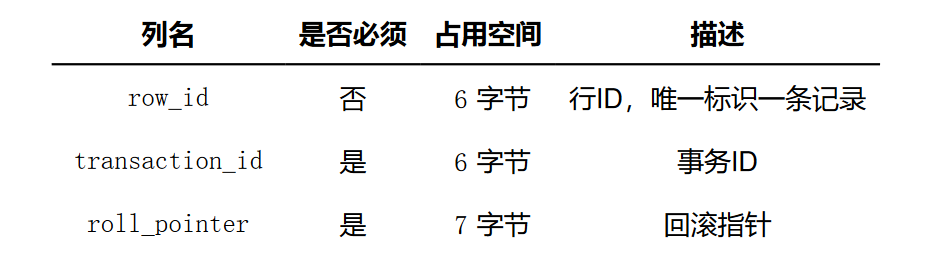 列名 是否必须 占用空间 描述
row_id 否 6 字节 行ID，唯一标识一条记录
transaction_id 是 6 字节 事务ID
roll_pointer 是 7 字节 回滚指针